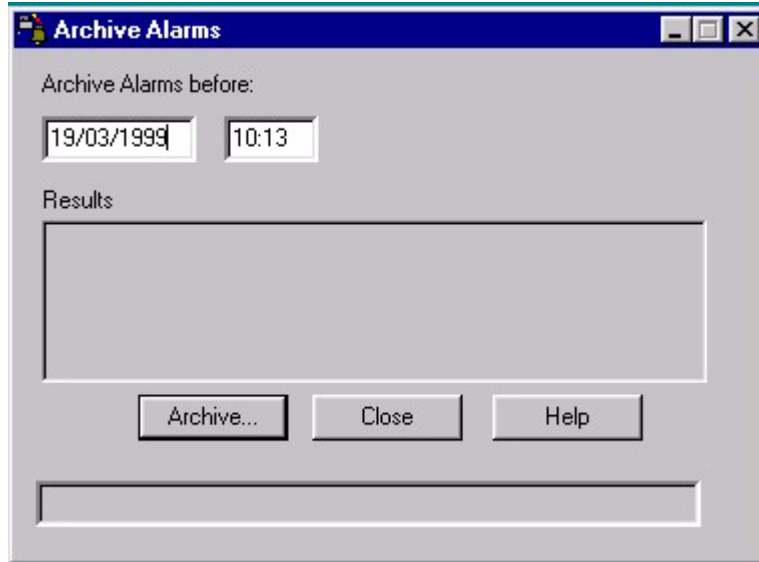 Archive Alarms
Archive Alarms before:
19/03/1999 10:13
Results
Archive... Close Help